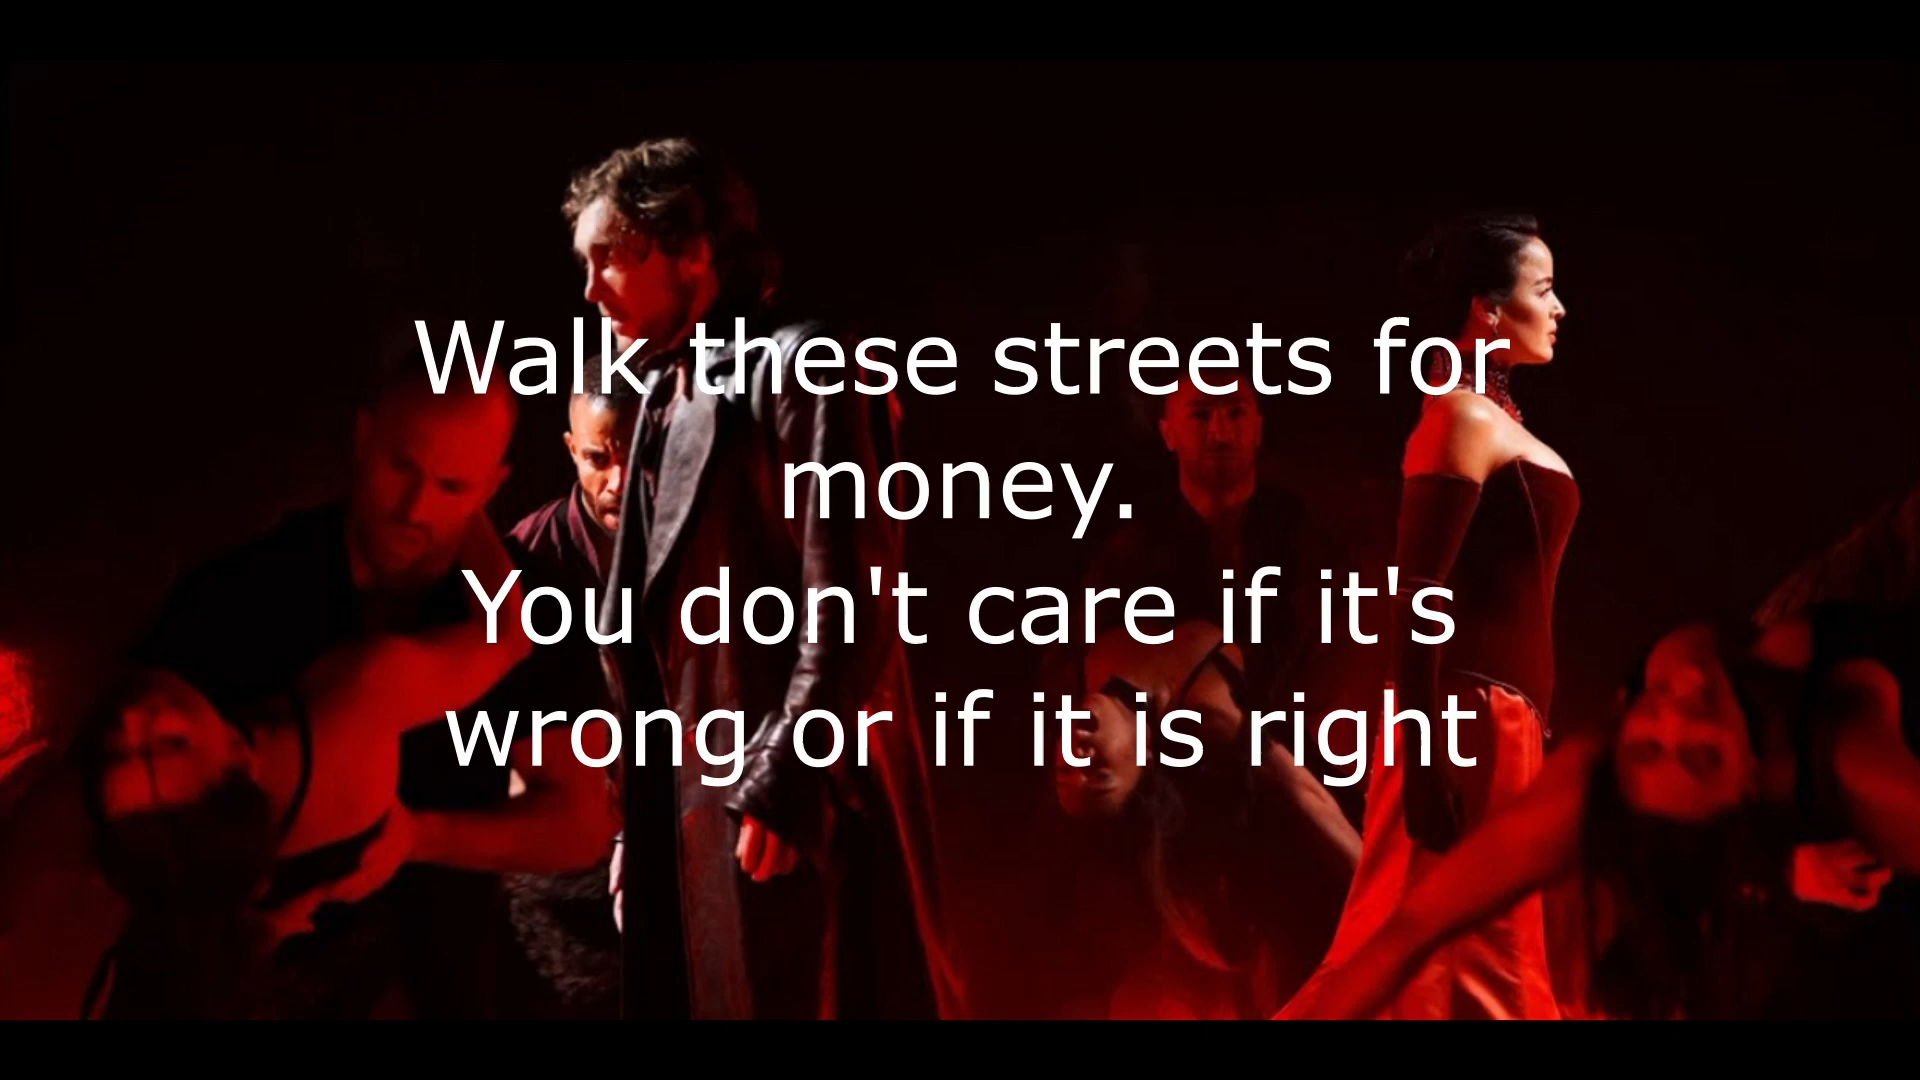 Walk these streets for
money.
You don't care if it's
wrong or if it is right